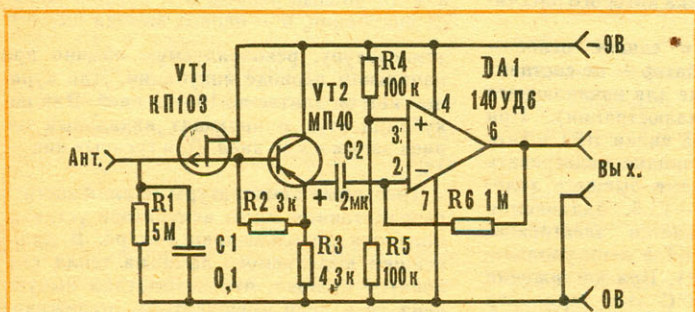 -9В
VT1
КП103
VT2
МП40
R4
100к
DA1
140УД6
4
6
3
+
2
−
7
Ант.
Вых.
C2
+
2мк
R1
5М
C1
0,1
R2 3к
R3
4,3к
R5
100к
R6 1М
0В